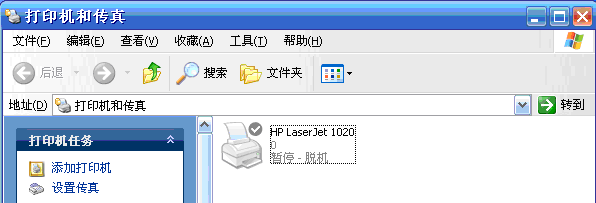 打印机和传真
文件(F) 编辑(E) 查看(V) 收藏(A) 工具(T) 帮助(H)
后退 搜索 文件夹
地址(D) 打印机和传真 转到
打印机任务
添加打印机
设置传真
HP LaserJet 1020
0
暂停 - 脱机